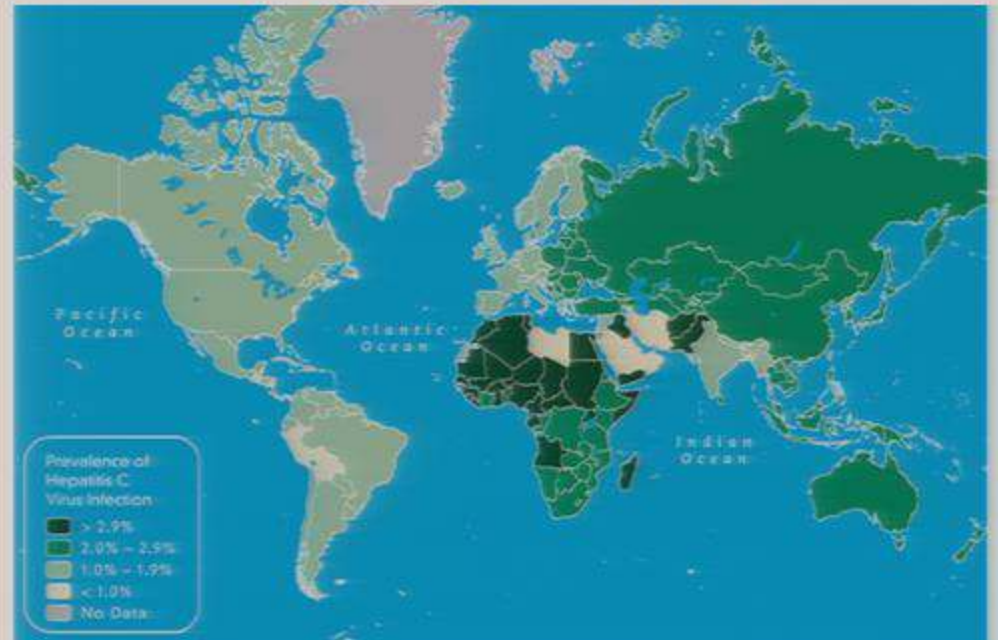 Pacific
Ocean
Atlantic
Ocean
Indian
Ocean
Prevalence of
Hepatitis C
Virus Infection
> 2.9%
2.0% – 2.9%
1.0% – 1.9%
< 1.0%
No Data